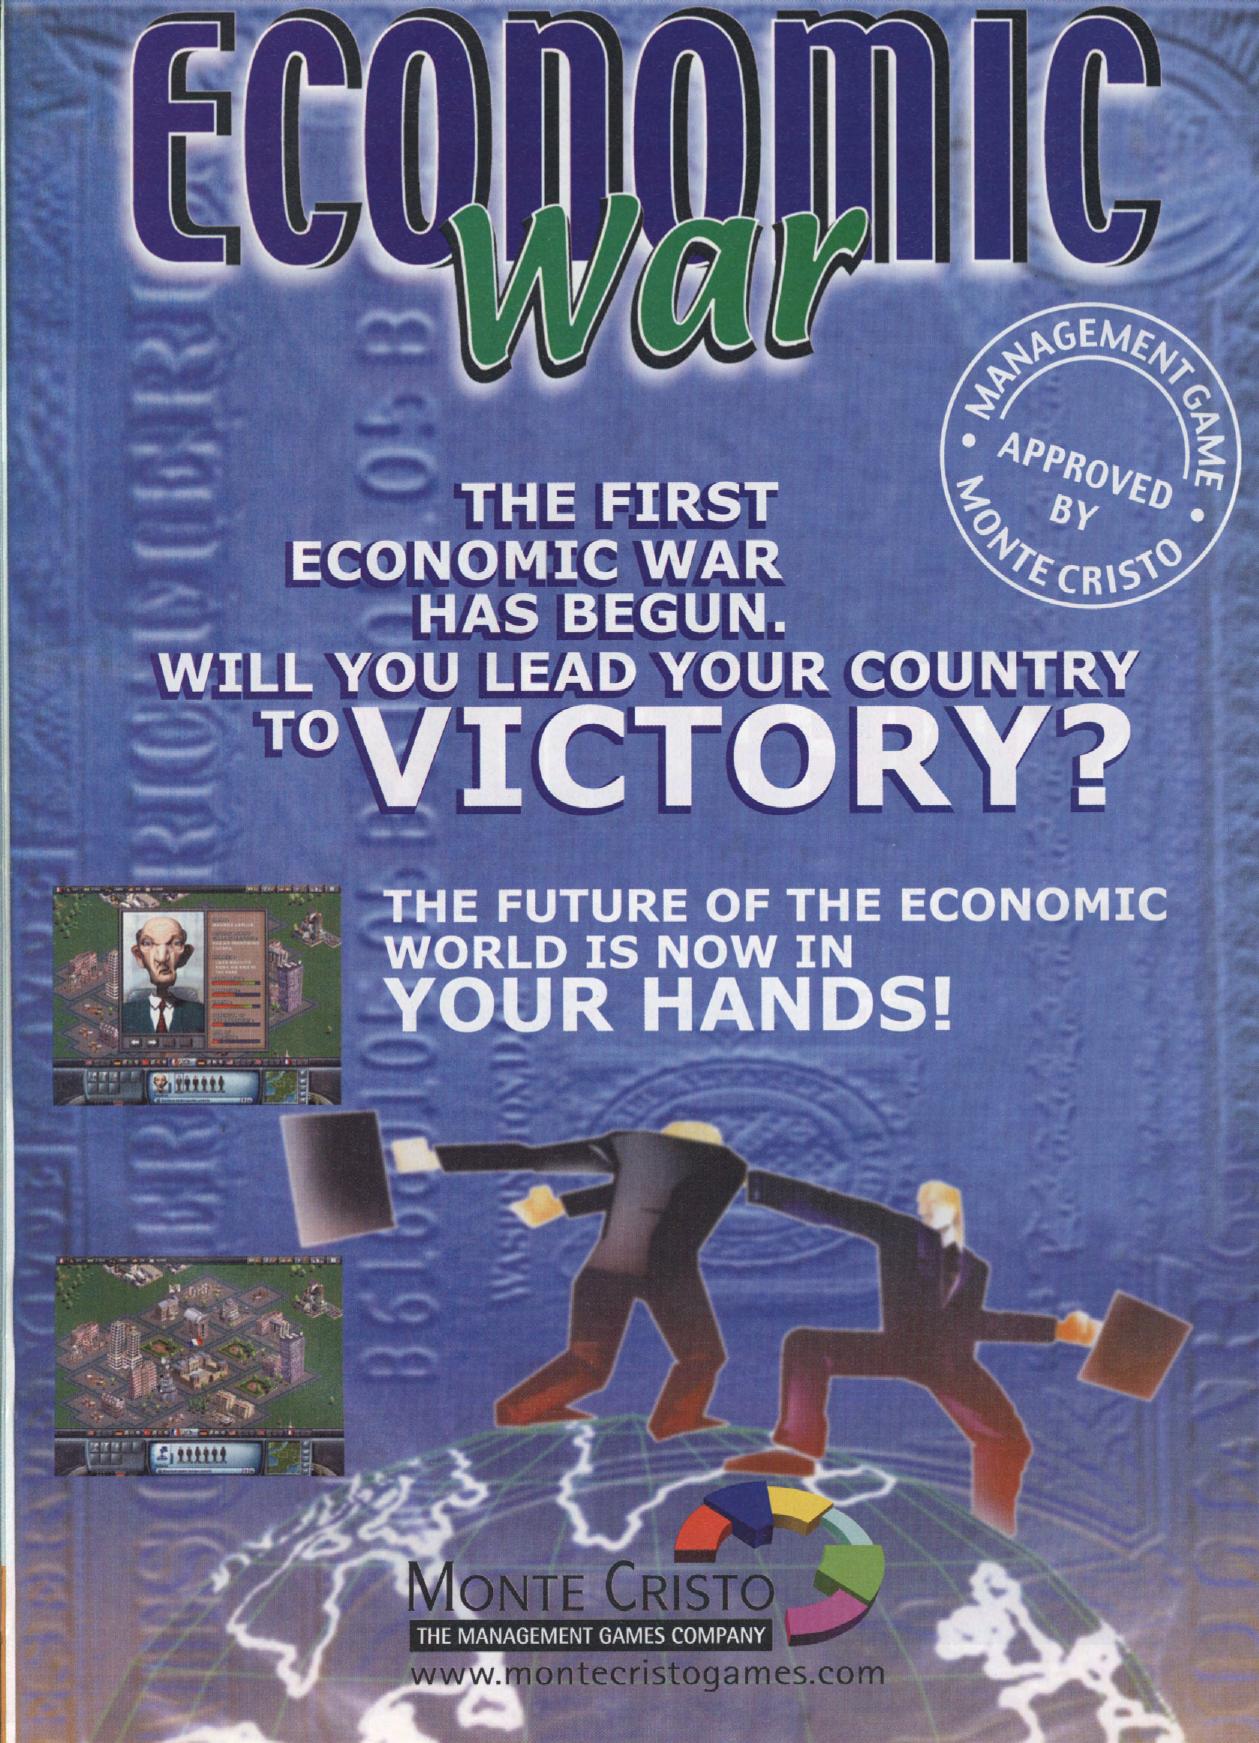 ECONOMIC
War
MANAGEMENT GAME
APPROVED
BY
MONTE CRISTO
THE FIRST
ECONOMIC WAR
HAS BEGUN.
WILL YOU LEAD YOUR COUNTRY
TO VICTORY?
THE FUTURE OF THE ECONOMIC
WORLD IS NOW IN
YOUR HANDS!
MONTE CRISTO
THE MANAGEMENT GAMES COMPANY
www.montecristogames.com